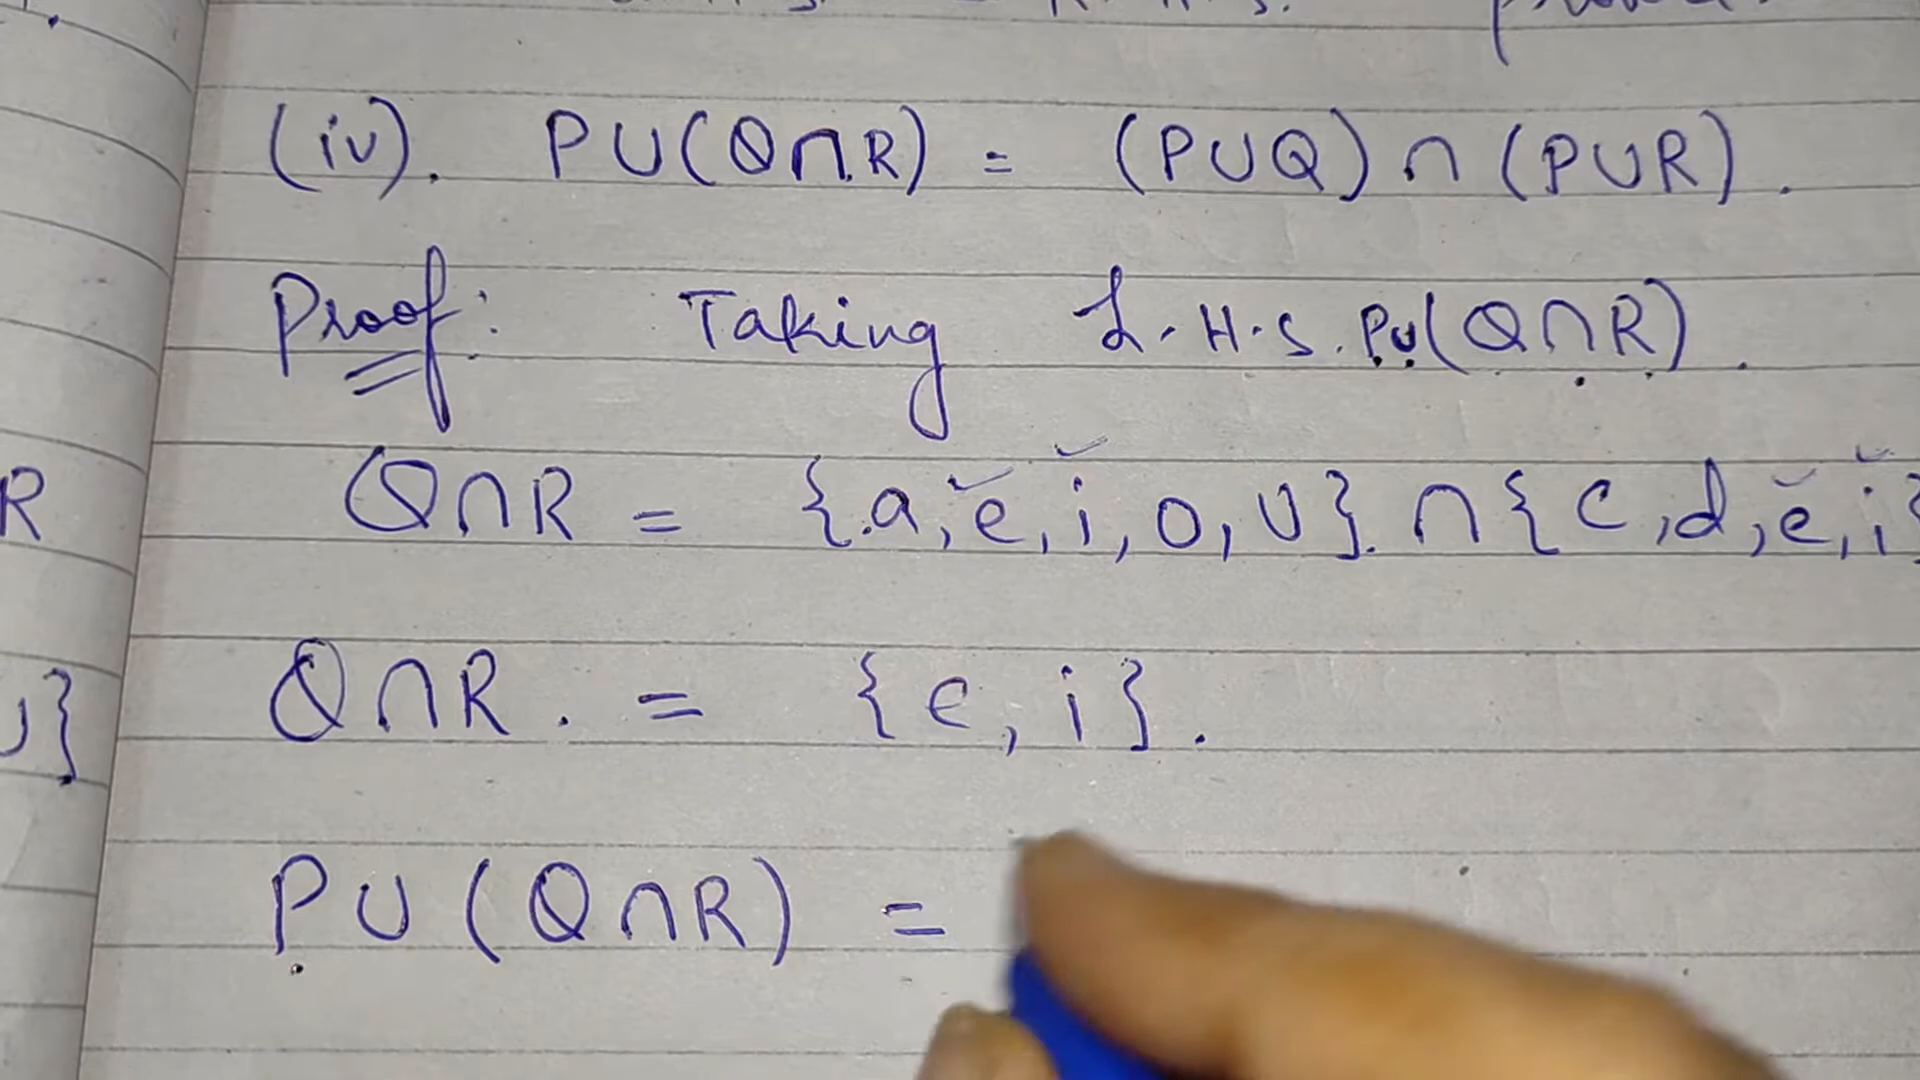 (iv). P∪(Q∩R) = (P∪Q)∩(P∪R).
Proof: Taking L.H.S. P∪(Q∩R).
R Q∩R = {a,e,i,o,u}.∩{c,d,e,i}
Q∩R. = {e,i}.
U}
P∪(Q∩R) =